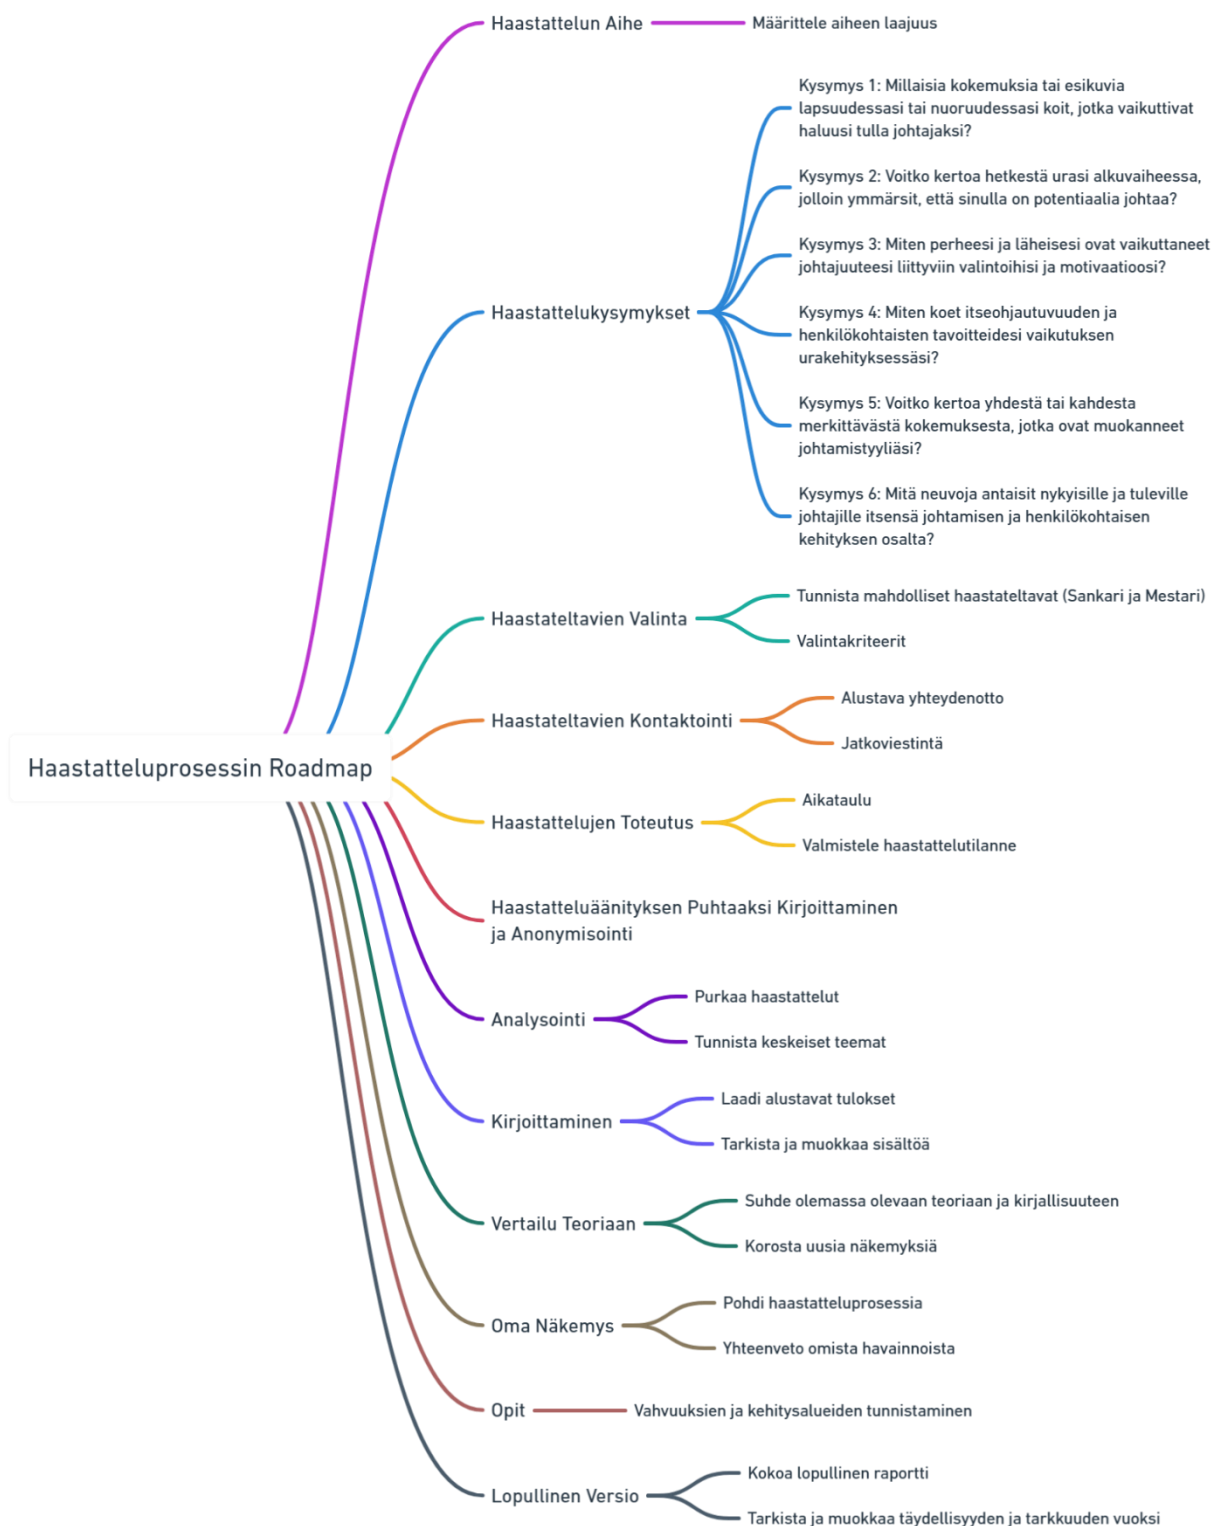 Haastatteluprosessin Roadmap
Haastattelun Aihe
Määrittele aiheen laajuus
Haastattelukysymykset
Kysymys 1: Millaisia kokemuksia tai esikuvia
lapsuudessasi tai nuoruudessasi koit, jotka vaikuttivat
haluusi tulla johtajaksi?
Kysymys 2: Voitko kertoa hetkestä urasi alkuvaiheessa,
jolloin ymmärsit, että sinulla on potentiaalia johtaa?
Kysymys 3: Miten perheesi ja läheisesi ovat vaikuttaneet
johtajuuteesi liittyviin valintoihisi ja motivaatioosi?
Kysymys 4: Miten koet itseohjautuvuuden ja
henkilökohtaisten tavoitteidesi vaikutuksen
urakehityksessäsi?
Kysymys 5: Voitko kertoa yhdestä tai kahdesta
merkittävästä kokemuksesta, jotka ovat muokanneet
johtamistyyliäsi?
Kysymys 6: Mitä neuvoja antaisit nykyisille ja tuleville
johtajille itsensä johtamisen ja henkilökohtaisen
kehityksen osalta?
Haastateltavien Valinta
Tunnista mahdolliset haastateltavat (Sankari ja Mestari)
Valintakriteerit
Haastateltavien Kontaktointi
Alustava yhteydenotto
Jatkoviestintä
Haastattelujen Toteutus
Aikataulu
Valmistele haastattelutilanne
Haastatteluäänityksen Puhtaaksi Kirjoittaminen
ja Anonymisointi
Analysointi
Purkaa haastattelut
Tunnista keskeiset teemat
Kirjoittaminen
Laadi alustavat tulokset
Tarkista ja muokkaa sisältöä
Vertailu Teoriaan
Suhde olemassa olevaan teoriaan ja kirjallisuuteen
Korosta uusia näkemyksiä
Oma Näkemys
Pohdi haastatteluprosessia
Yhteenveto omista havainnoista
Opit
Vahvuuksien ja kehitysalueiden tunnistaminen
Lopullinen Versio
Kokoa lopullinen raportti
Tarkista ja muokkaa täydellisyyden ja tarkkuuden vuoksi